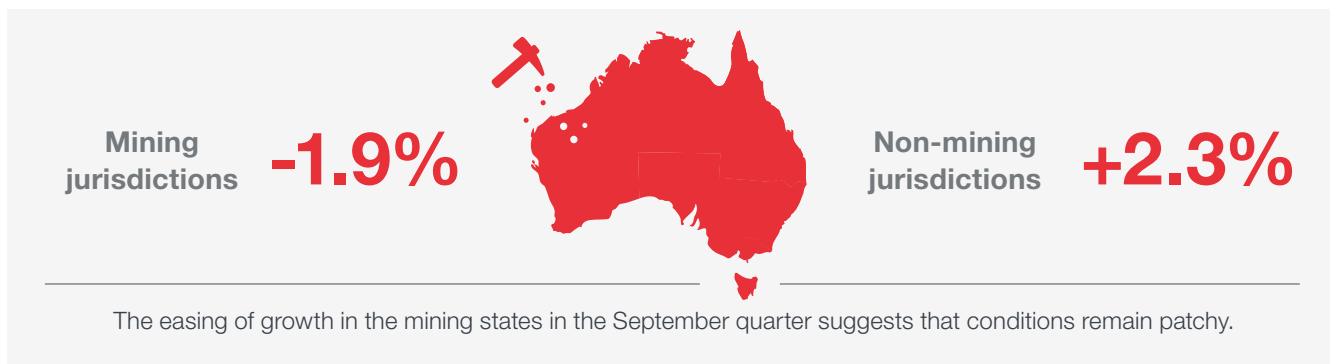 Mining
jurisdictions
-1.9%
Non-mining
jurisdictions
+2.3%
The easing of growth in the mining states in the September quarter suggests that conditions remain patchy.